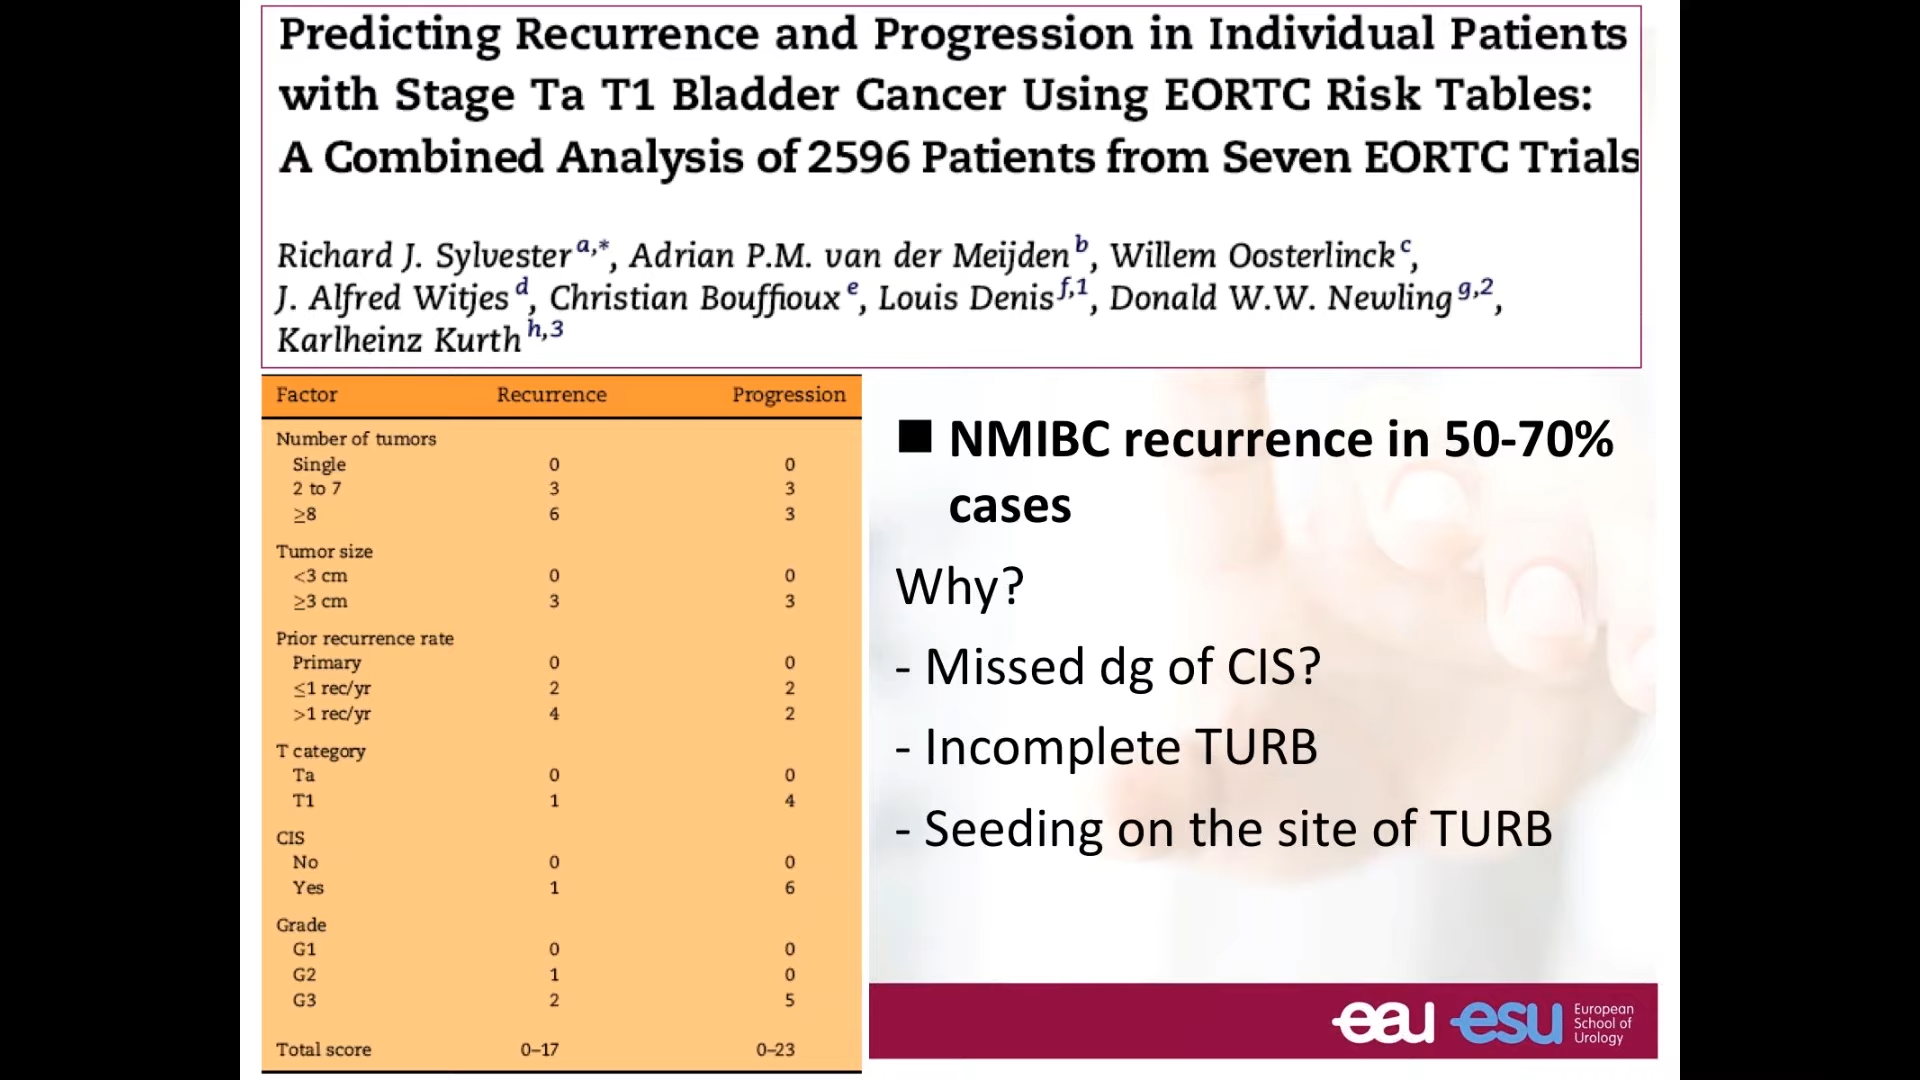 Predicting Recurrence and Progression in Individual Patients
with Stage Ta T1 Bladder Cancer Using EORTC Risk Tables:
A Combined Analysis of 2596 Patients from Seven EORTC Trials
Richard J. Sylvester a,*, Adrian P.M. van der Meijden b, Willem Oosterlinck c,
J. Alfred Witjes d, Christian Bouffioux e, Louis Denis f,1, Donald W.W. Newling g,2,
Karlheinz Kurth h,3
Factor Recurrence Progression
Number of tumors
Single 0 0
2 to 7 3 3
≥8 6 3
Tumor size
<3 cm 0 0
≥3 cm 3 3
Prior recurrence rate
Primary 0 0
≤1 rec/yr 2 2
>1 rec/yr 4 2
T category
Ta 0 0
T1 1 4
CIS
No 0 0
Yes 1 6
Grade
G1 0 0
G2 1 0
G3 2 5
Total score 0–17 0–23
■ NMIBC recurrence in 50-70%
cases
Why?
- Missed dg of CIS?
- Incomplete TURB
- Seeding on the site of TURB
eau esu
European
School of
Urology